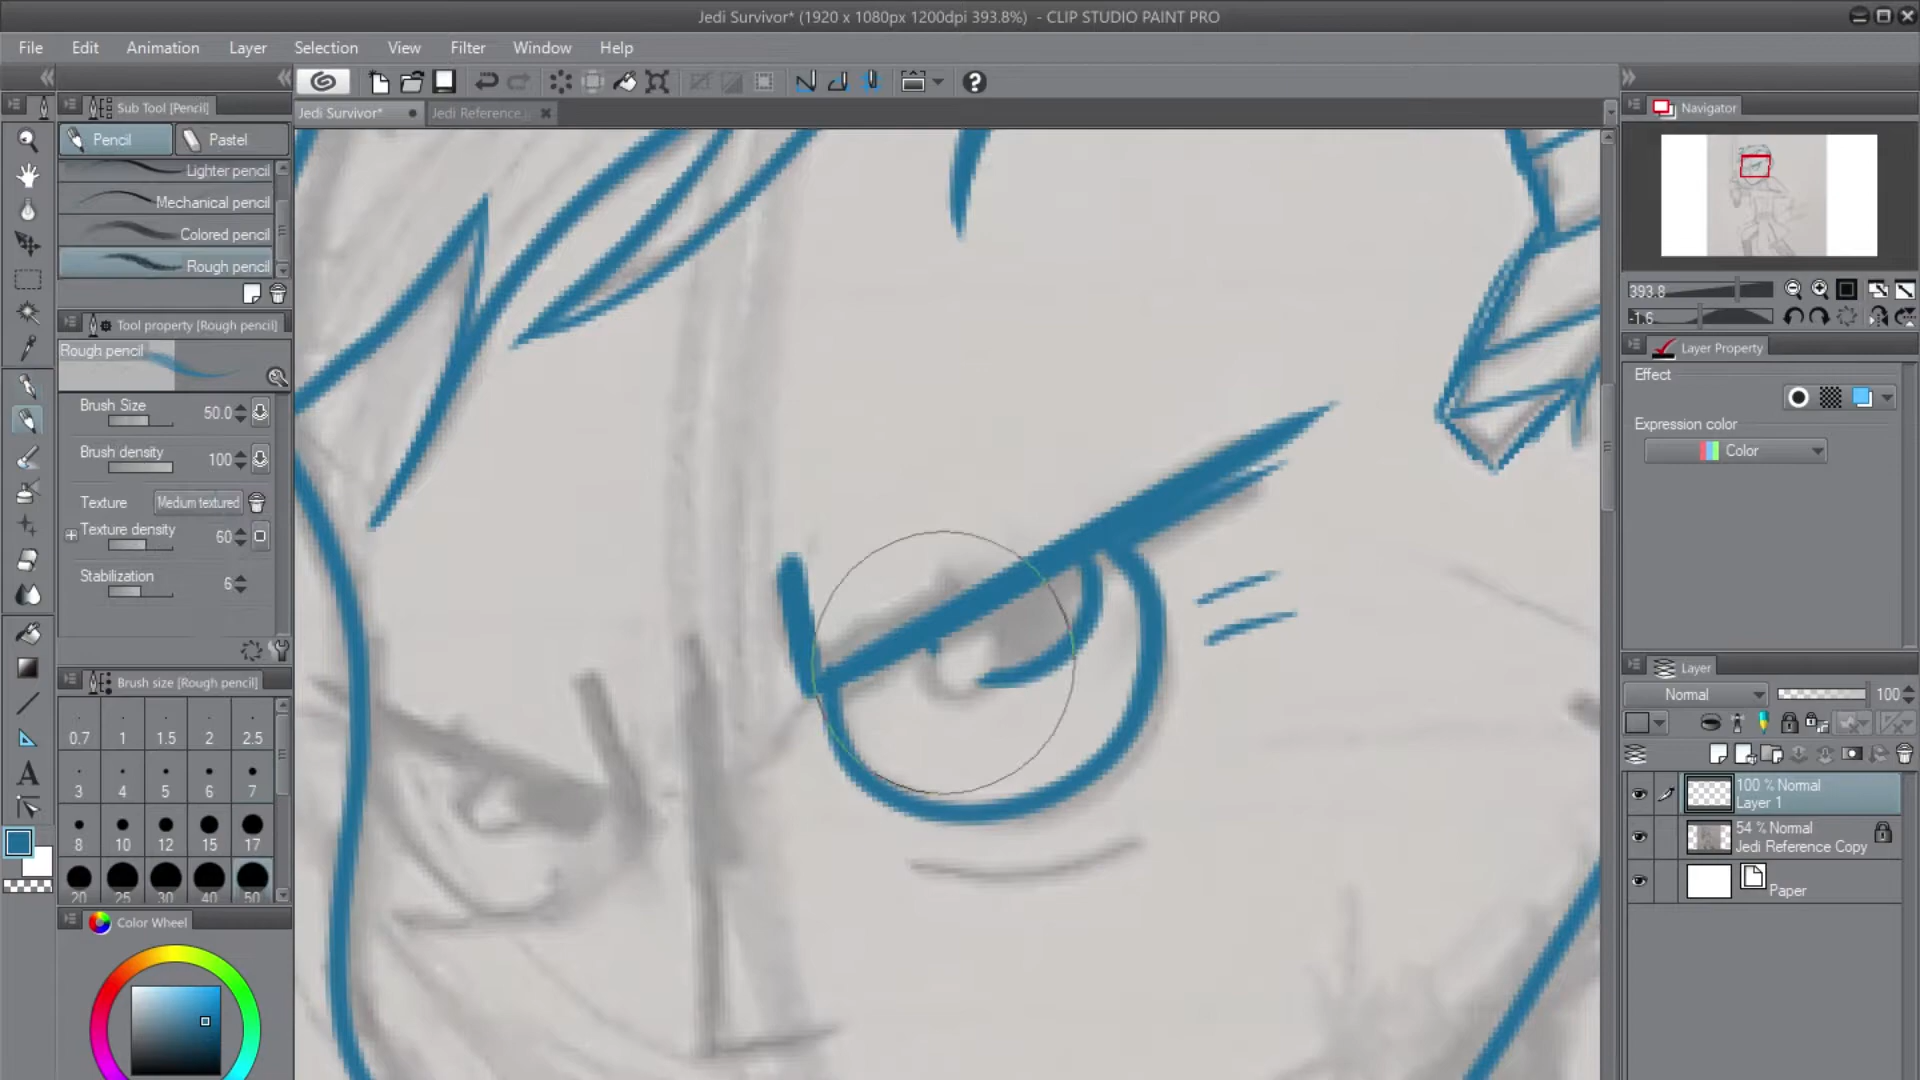 Jedi Survivor* (1920 x 1080px 1200dpi 393.8%) - CLIP STUDIO PAINT PRO
File Edit Animation Layer Selection View Filter Window Help
Sub Tool [Pencil]
Pencil Pastel
Lighter pencil
Mechanical pencil
Colored pencil
Rough pencil
Tool property [Rough pencil]
Rough pencil
Brush Size 50.0
Brush density 100
Texture Medium textured
Texture density 60
Stabilization 6
Brush size [Rough pencil]
0.7 1 1.5 2 2.5
3 4 5 6 7
8 10 12 15 17
20 25 30 40 50
Color Wheel
Jedi Survivor* Jedi Reference...
Navigator
393.8
-1.6
Layer Property
Effect
Expression color
Color
Layer
Normal 100
100 % Normal
Layer 1
54 % Normal
Jedi Reference Copy
Paper
A